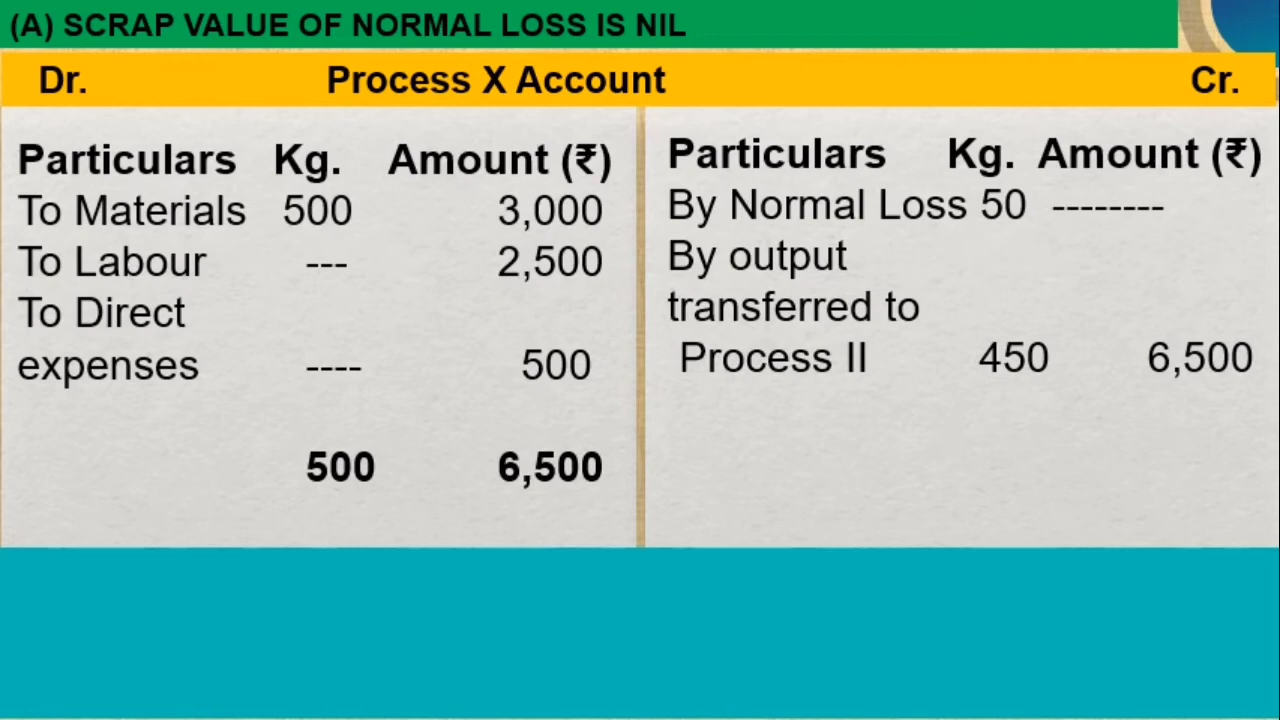 (A) SCRAP VALUE OF NORMAL LOSS IS NIL
Dr. Process X Account Cr.
Particulars Kg. Amount (₹)
To Materials 500 3,000
To Labour --- 2,500
To Direct
expenses ---- 500
500 6,500
Particulars Kg. Amount (₹)
By Normal Loss 50 --------
By output
transferred to
Process II 450 6,500